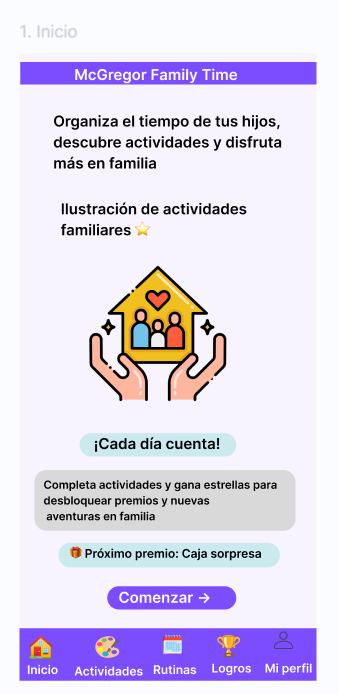 1. Inicio
McGregor Family Time
Organiza el tiempo de tus hijos,
descubre actividades y disfruta
más en familia
Ilustración de actividades
familiares ⭐
¡Cada día cuenta!
Completa actividades y gana estrellas para
desbloquear premios y nuevas
aventuras en familia
🎁 Próximo premio: Caja sorpresa
Comenzar →
Inicio Actividades Rutinas Logros Mi perfil